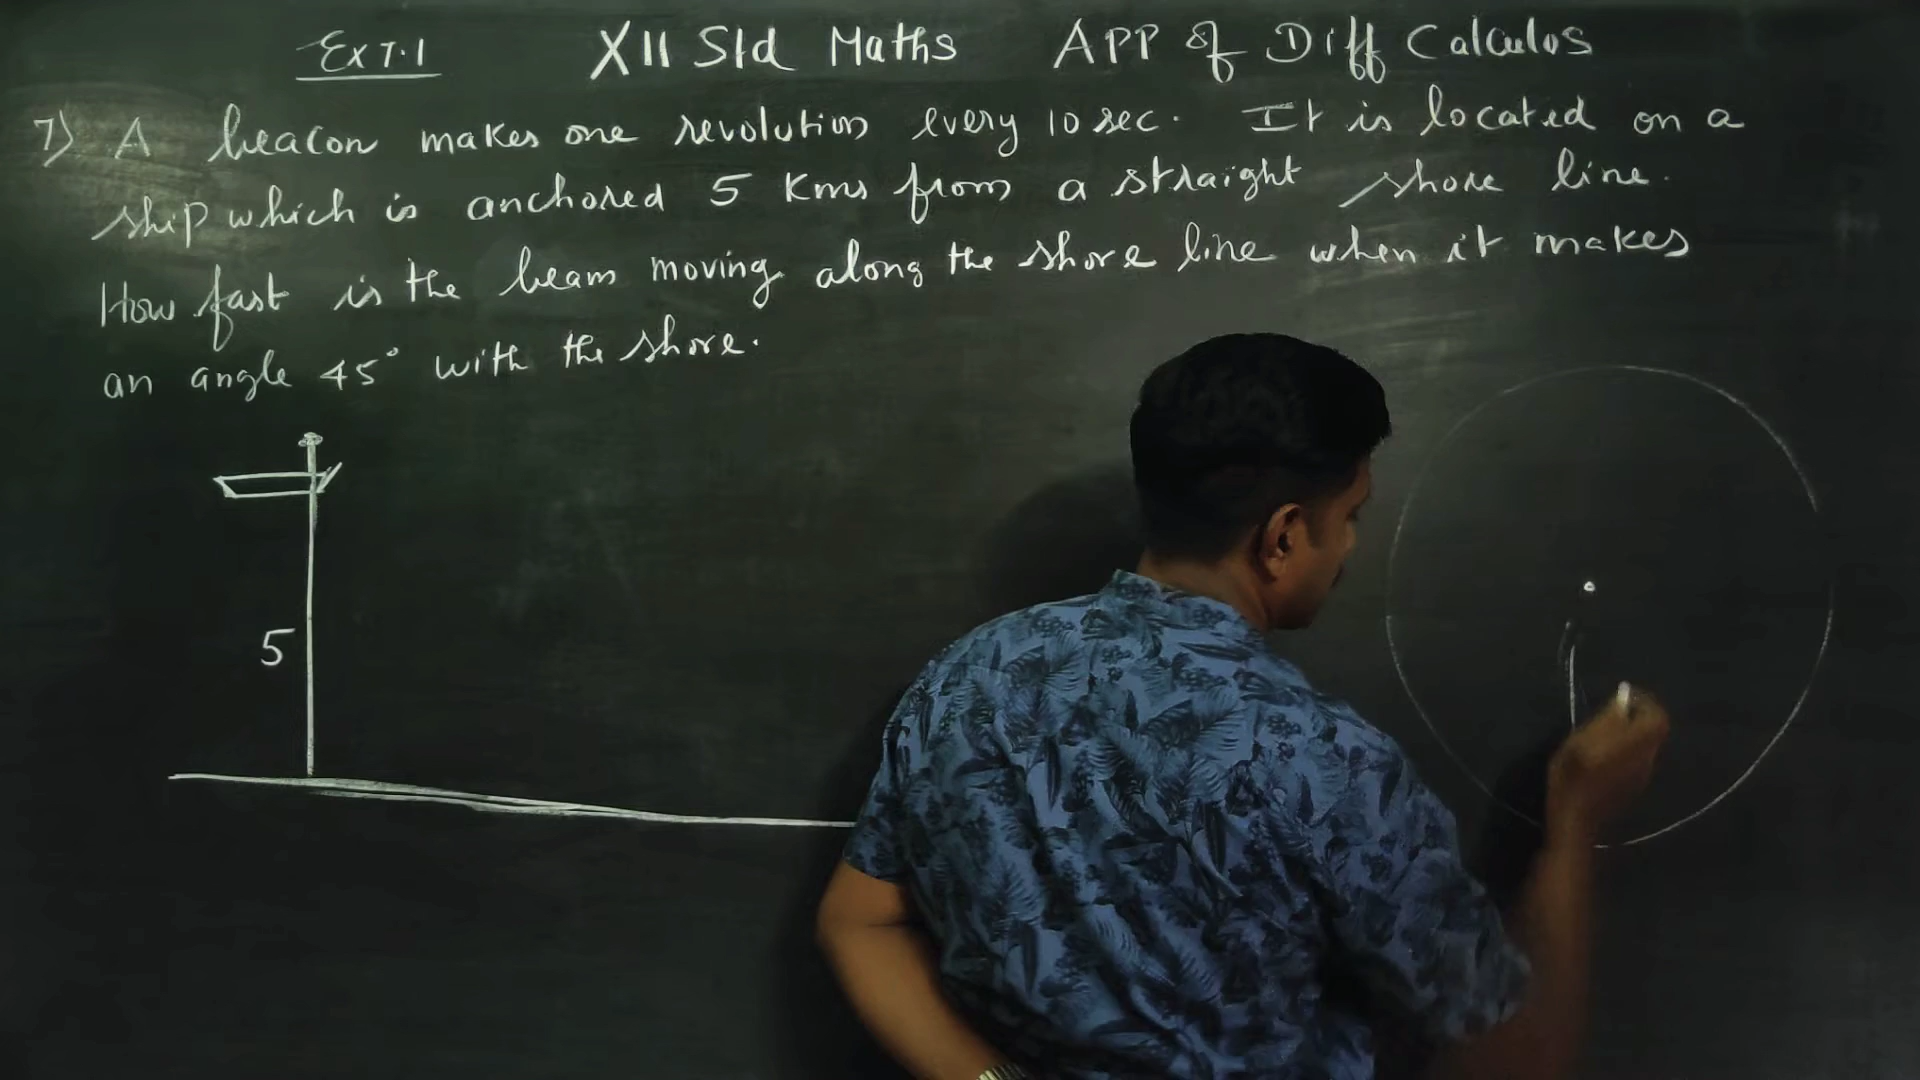 Ex 7.1 XII Std Maths APP of Diff Calculus
7) A beacon makes one revolution every 10 sec. It is located on a
ship which is anchored 5 Kms from a straight shore line.
How fast is the beam moving along the shore line when it makes
an angle 45° with the shore.
5